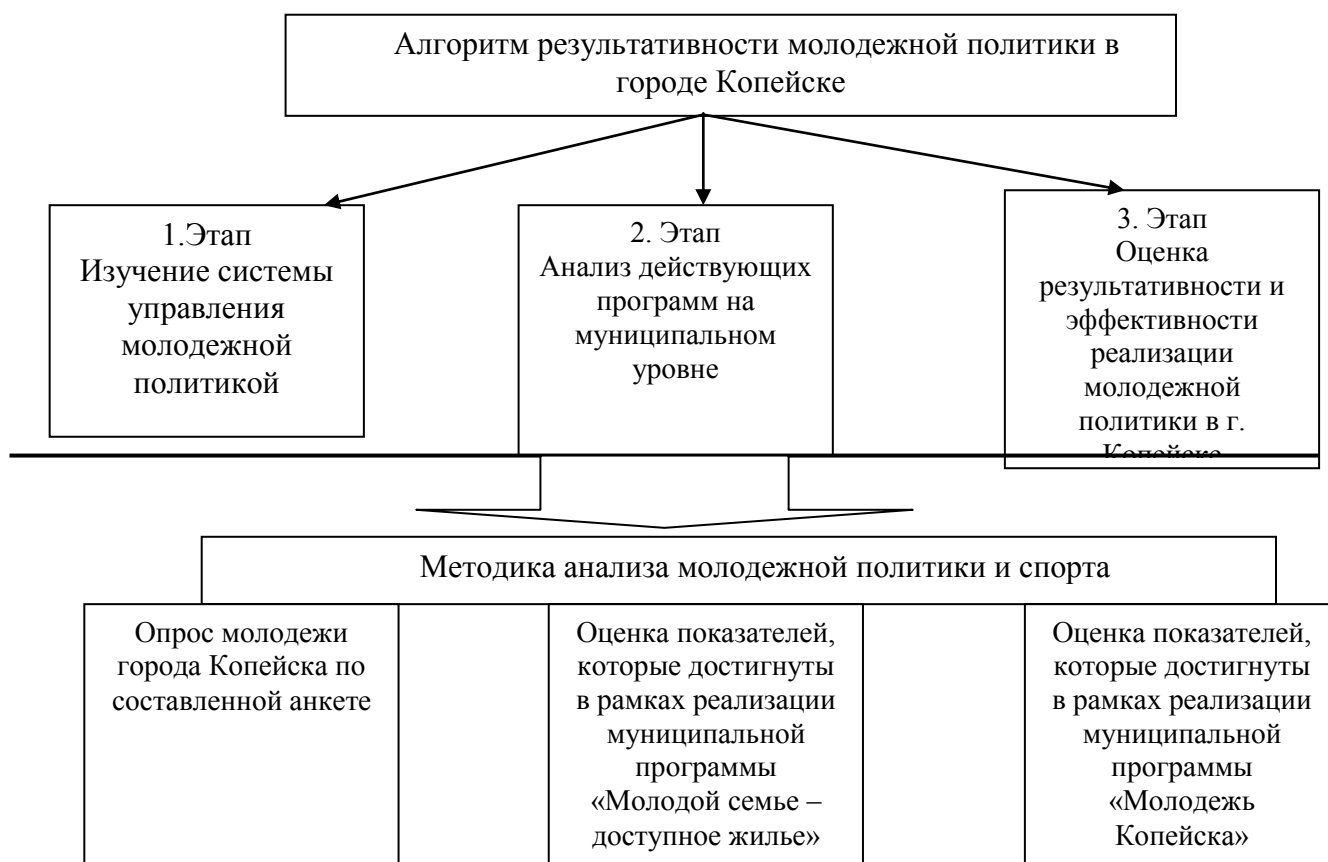 Алгоритм результативности молодежной политики в
городе Копейске
1.Этап
Изучение системы
управления
молодежной
политикой
2. Этап
Анализ действующих
программ на
муниципальном
уровне
3. Этап
Оценка
результативности и
эффективности
реализации
молодежной
политики в г.
Копейске
Методика анализа молодежной политики и спорта
Опрос молодежи
города Копейска по
составленной анкете
Оценка показателей,
которые достигнуты
в рамках реализации
муниципальной
программы
«Молодой семье –
доступное жилье»
Оценка показателей,
которые достигнуты
в рамках реализации
муниципальной
программы
«Молодежь
Копейска»